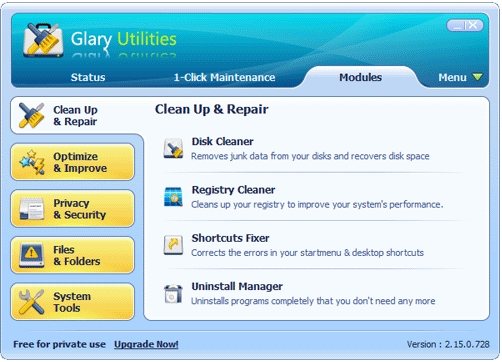 Glary Utilities
Status
1-Click Maintenance
Modules
Menu
Clean Up
& Repair
Optimize
& Improve
Privacy
& Security
Files
& Folders
System
Tools
Clean Up & Repair
Disk Cleaner
Removes junk data from your disks and recovers disk space
Registry Cleaner
Cleans up your registry to improve your system's performance.
Shortcuts Fixer
Corrects the errors in your startmenu & desktop shortcuts
Uninstall Manager
Uninstalls programs completely that you don't need any more
Free for private use Upgrade Now!
Version : 2.15.0.728